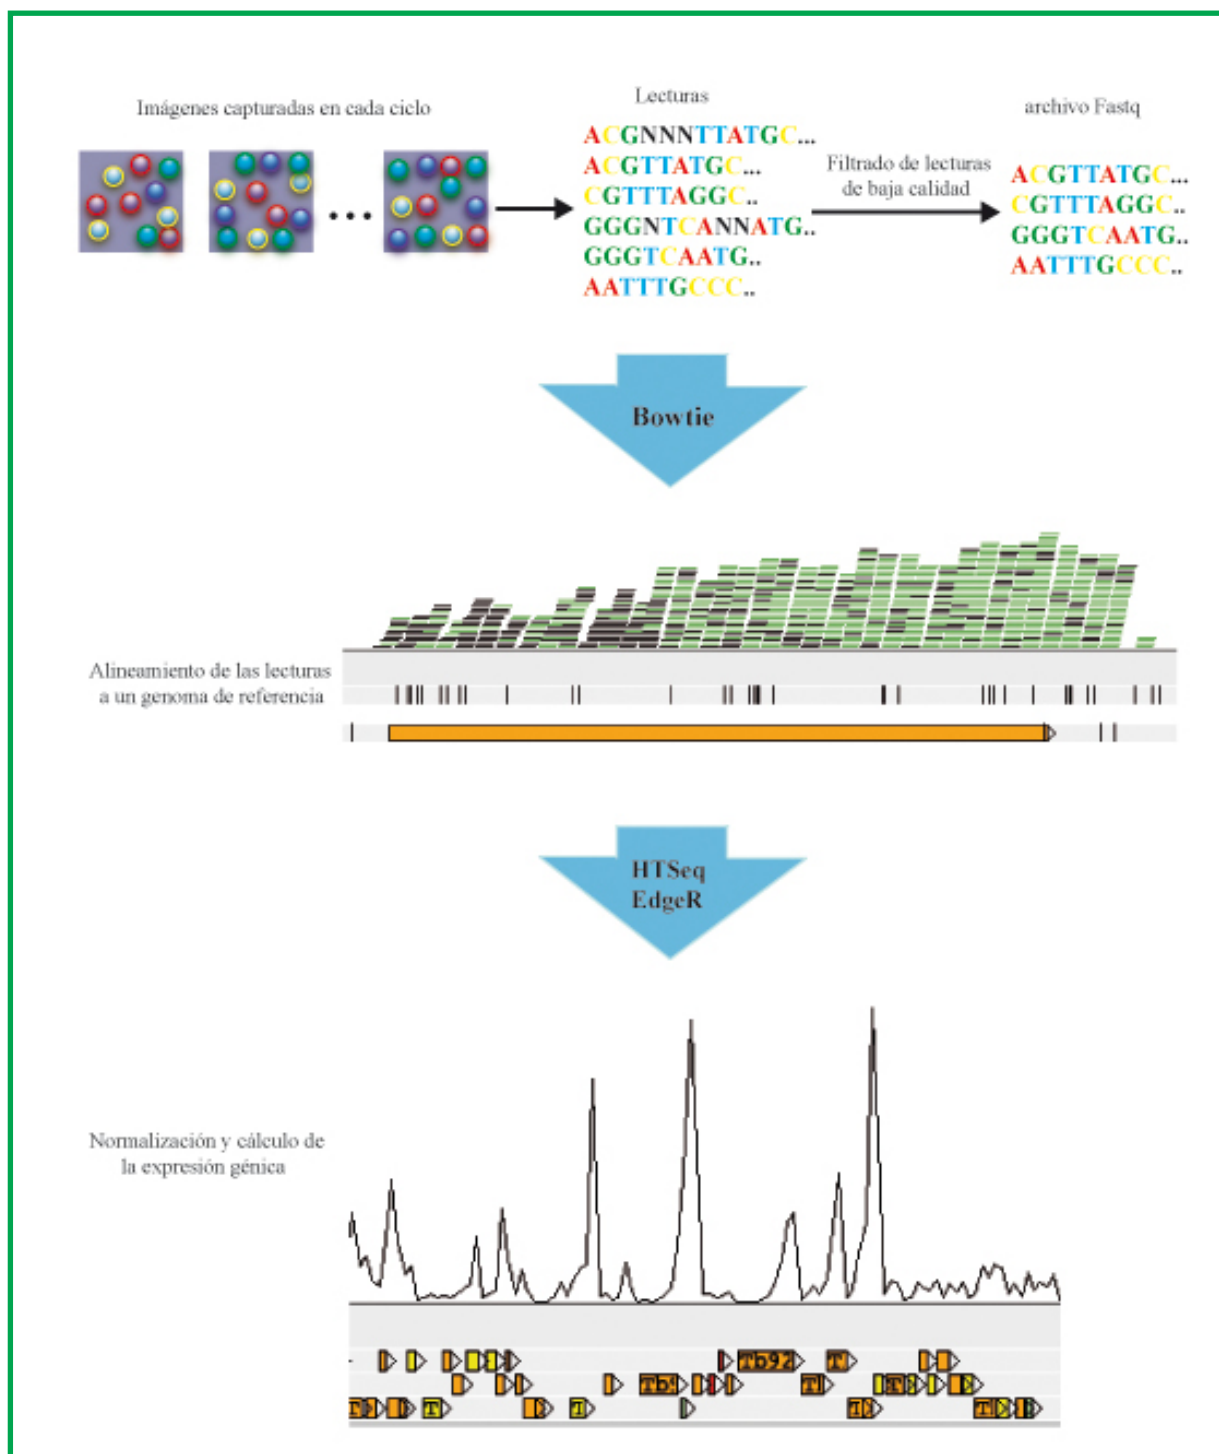 Imágenes capturadas en cada ciclo
Lecturas
archivo Fastq
ACGNNNTTATGC...
ACGTTATGC...
CGTTTAGGC..
GGGNTCANNATG..
GGGTCAATG..
AATTTGCCC..
Filtrado de lecturas
de baja calidad
ACGTTATGC...
CGTTTAGGC..
GGGTCAATG..
AATTTGCCC..
Bowtie
Alineamiento de las lecturas
a un genoma de referencia
HTSeq
EdgeR
Normalización y cálculo de
la expresión génica
Tb92
T
T
T
T
T